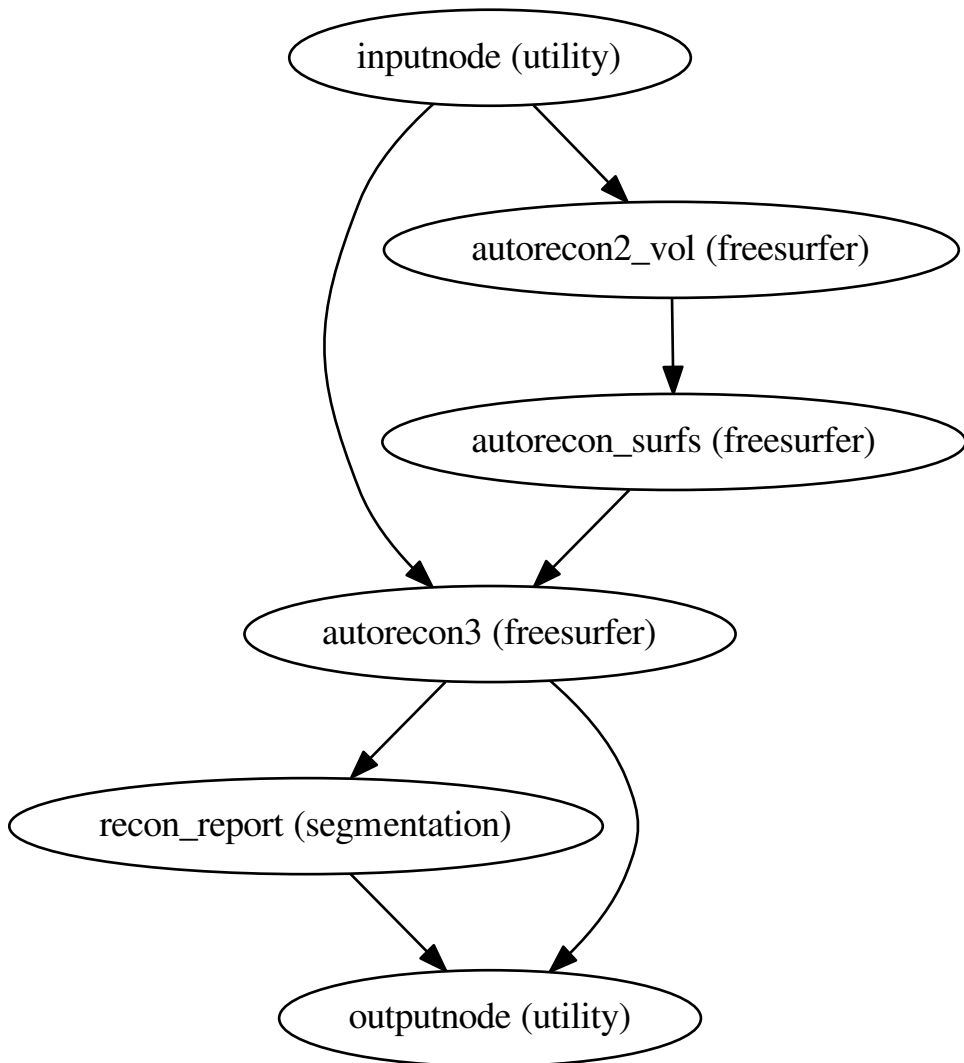 inputnode (utility)
autorecon2_vol (freesurfer)
autorecon_surfs (freesurfer)
autorecon3 (freesurfer)
recon_report (segmentation)
outputnode (utility)